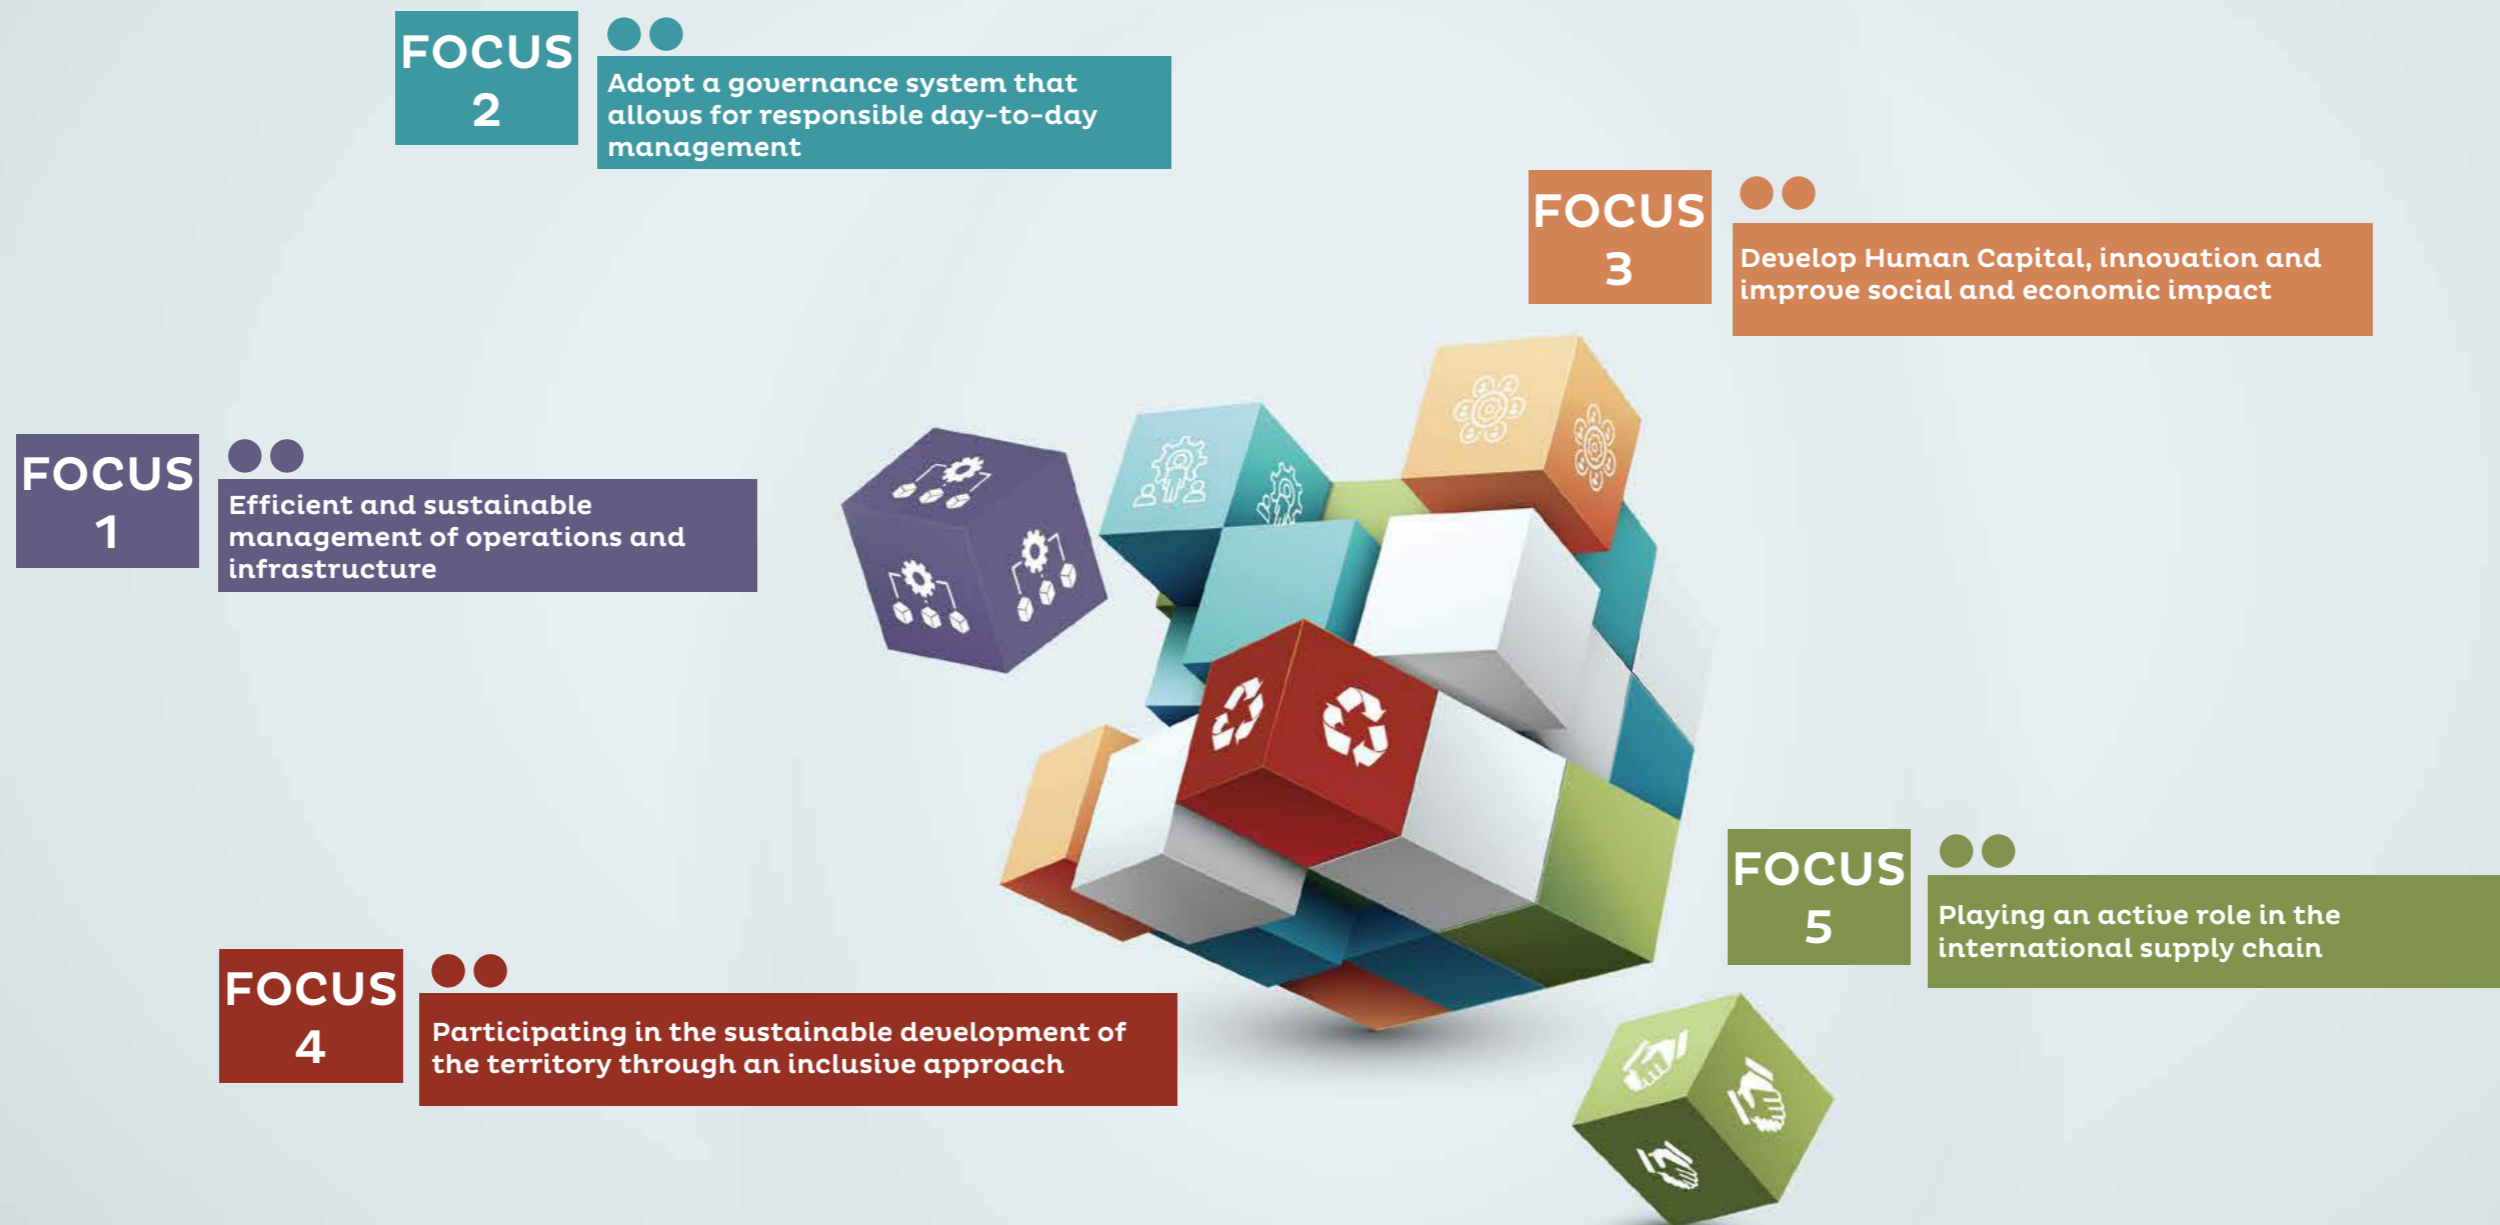 FOCUS
2
Adopt a governance system that
allows for responsible day-to-day
management
FOCUS
3
Develop Human Capital, innovation and
improve social and economic impact
FOCUS
1
Efficient and sustainable
management of operations and
infrastructure
FOCUS
5
Playing an active role in the
international supply chain
FOCUS
4
Participating in the sustainable development of
the territory through an inclusive approach